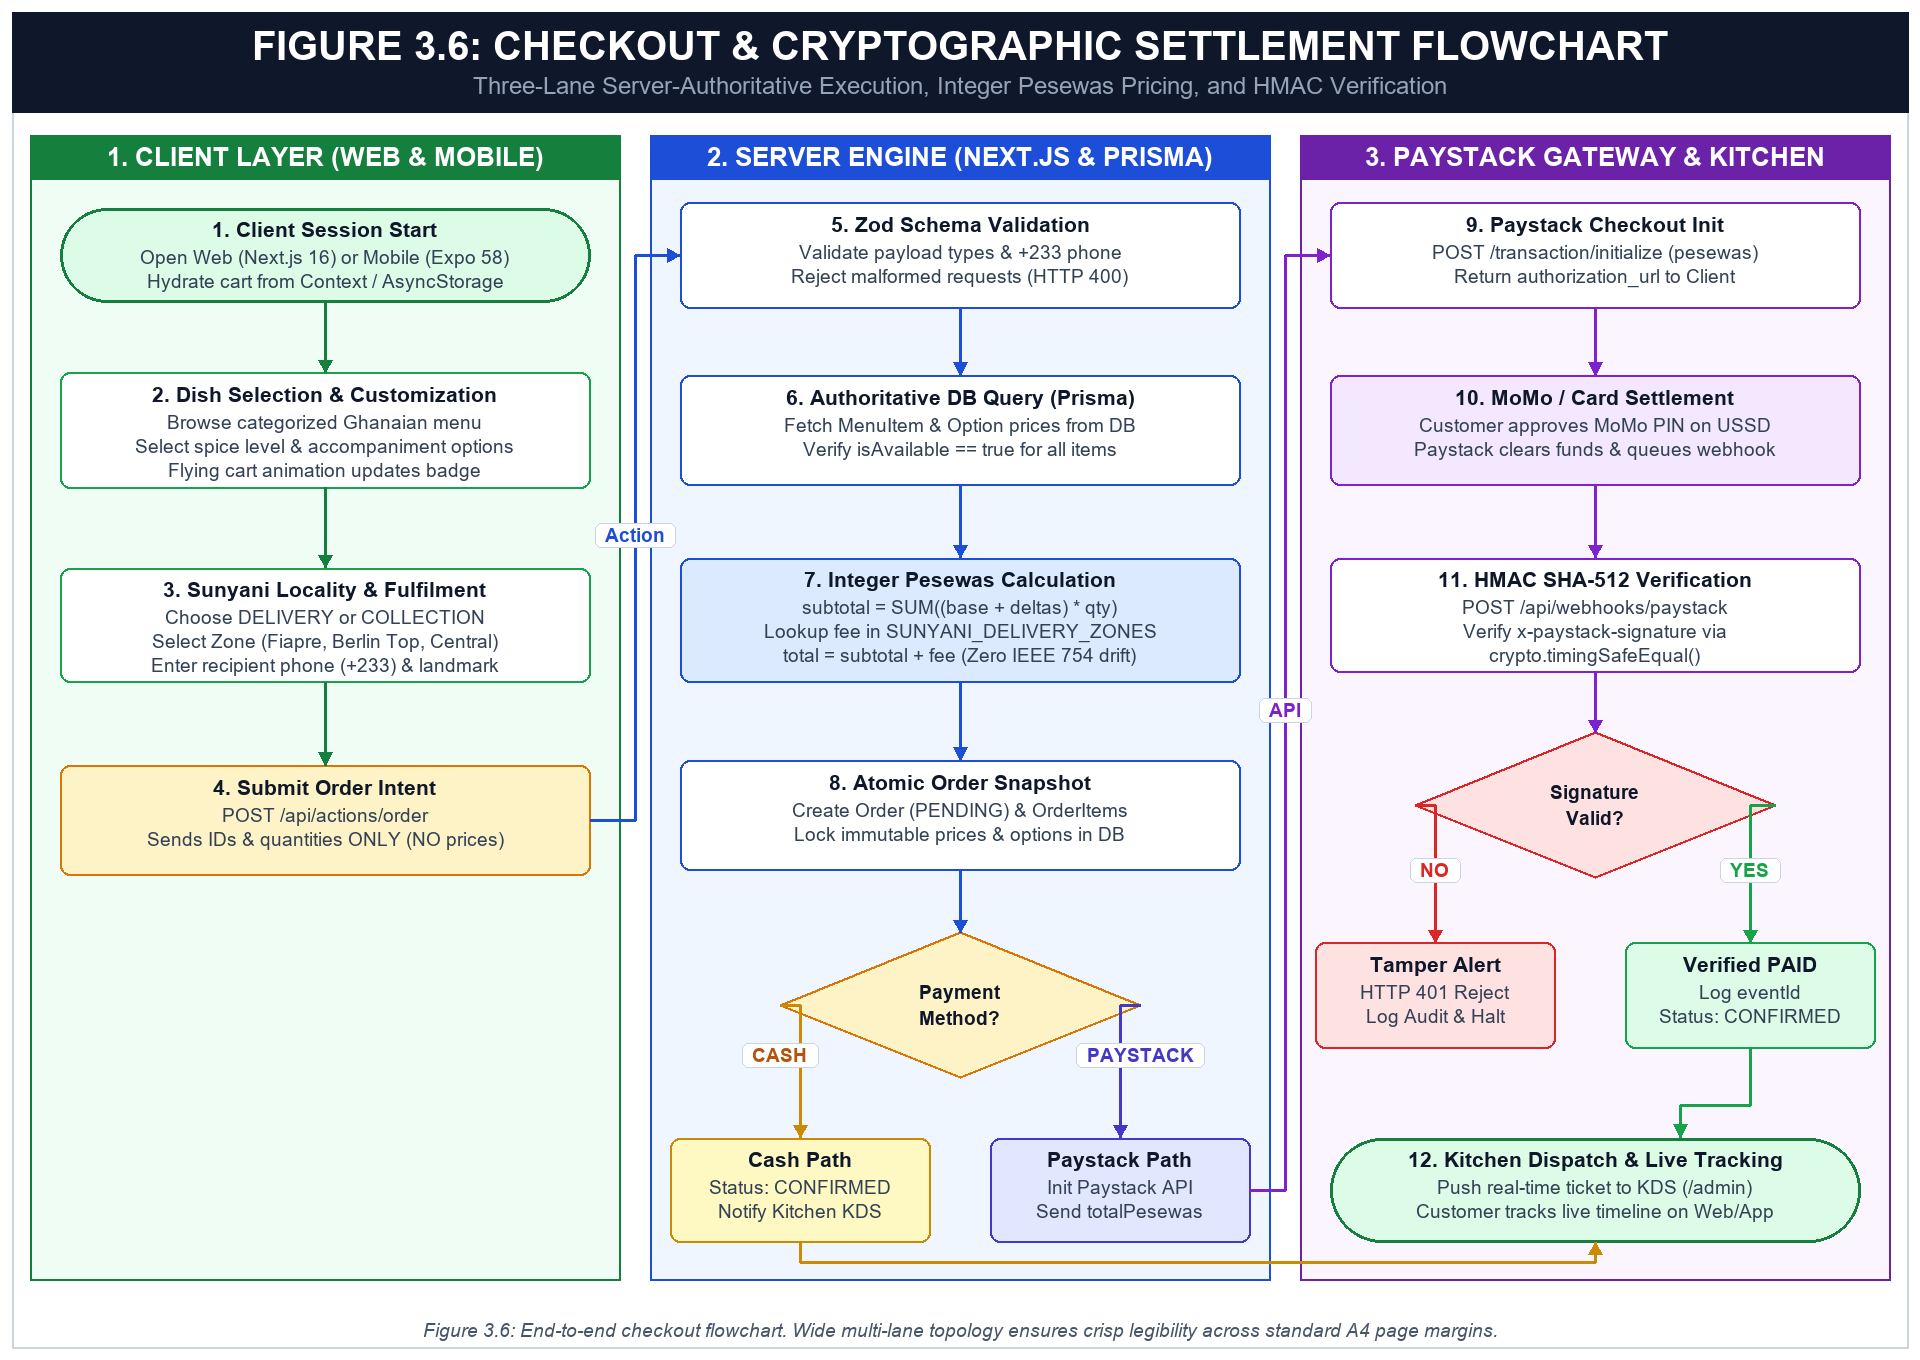 FIGURE 3.6: CHECKOUT & CRYPTOGRAPHIC SETTLEMENT FLOWCHART
Three-Lane Server-Authoritative Execution, Integer Pesewas Pricing, and HMAC Verification
1. CLIENT LAYER (WEB & MOBILE)
1. Client Session Start
Open Web (Next.js 16) or Mobile (Expo 58)
Hydrate cart from Context / AsyncStorage
2. Dish Selection & Customization
Browse categorized Ghanaian menu
Select spice level & accompaniment options
Flying cart animation updates badge
3. Sunyani Locality & Fulfilment
Choose DELIVERY or COLLECTION
Select Zone (Fiapre, Berlin Top, Central)
Enter recipient phone (+233) & landmark
4. Submit Order Intent
POST /api/actions/order
Sends IDs & quantities ONLY (NO prices)
Action
2. SERVER ENGINE (NEXT.JS & PRISMA)
5. Zod Schema Validation
Validate payload types & +233 phone
Reject malformed requests (HTTP 400)
6. Authoritative DB Query (Prisma)
Fetch MenuItem & Option prices from DB
Verify isAvailable == true for all items
7. Integer Pesewas Calculation
subtotal = SUM((base + deltas) * qty)
Lookup fee in SUNYANI_DELIVERY_ZONES
total = subtotal + fee (Zero IEEE 754 drift)
8. Atomic Order Snapshot
Create Order (PENDING) & OrderItems
Lock immutable prices & options in DB
Payment
Method?
CASH
PAYSTACK
Cash Path
Status: CONFIRMED
Notify Kitchen KDS
Paystack Path
Init Paystack API
Send totalPesewas
API
3. PAYSTACK GATEWAY & KITCHEN
9. Paystack Checkout Init
POST /transaction/initialize (pesewas)
Return authorization_url to Client
10. MoMo / Card Settlement
Customer approves MoMo PIN on USSD
Paystack clears funds & queues webhook
11. HMAC SHA-512 Verification
POST /api/webhooks/paystack
Verify x-paystack-signature via
crypto.timingSafeEqual()
Signature
Valid?
NO
YES
Tamper Alert
HTTP 401 Reject
Log Audit & Halt
Verified PAID
Log eventId
Status: CONFIRMED
12. Kitchen Dispatch & Live Tracking
Push real-time ticket to KDS (/admin)
Customer tracks live timeline on Web/App
Figure 3.6: End-to-end checkout flowchart. Wide multi-lane topology ensures crisp legibility across standard A4 page margins.